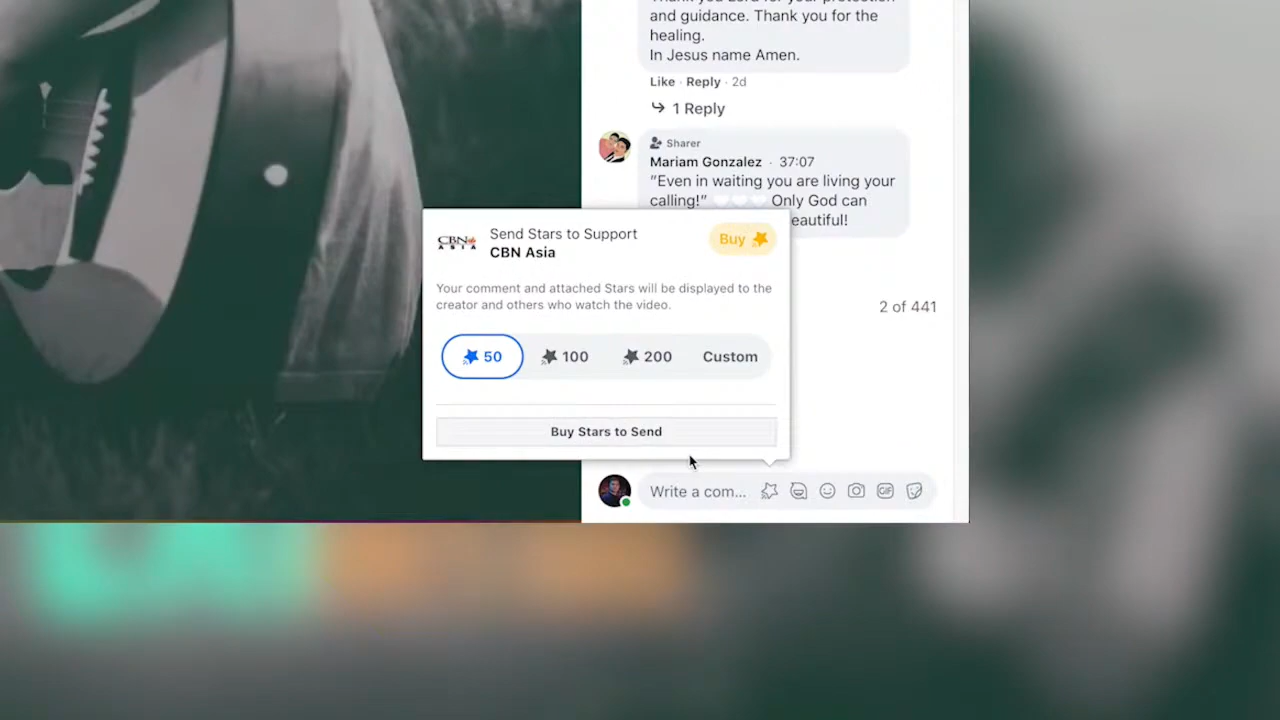 and guidance. Thank you for the
healing.
In Jesus name Amen.
Like · Reply · 2d
1 Reply
Sharer
Mariam Gonzalez · 37:07
"Even in waiting you are living your
calling!" Only God can
eautiful!
CBN ASIA
Send Stars to Support
CBN Asia
Buy
Your comment and attached Stars will be displayed to the
creator and others who watch the video.
2 of 441
50 100 200 Custom
Buy Stars to Send
Write a com...
GIF